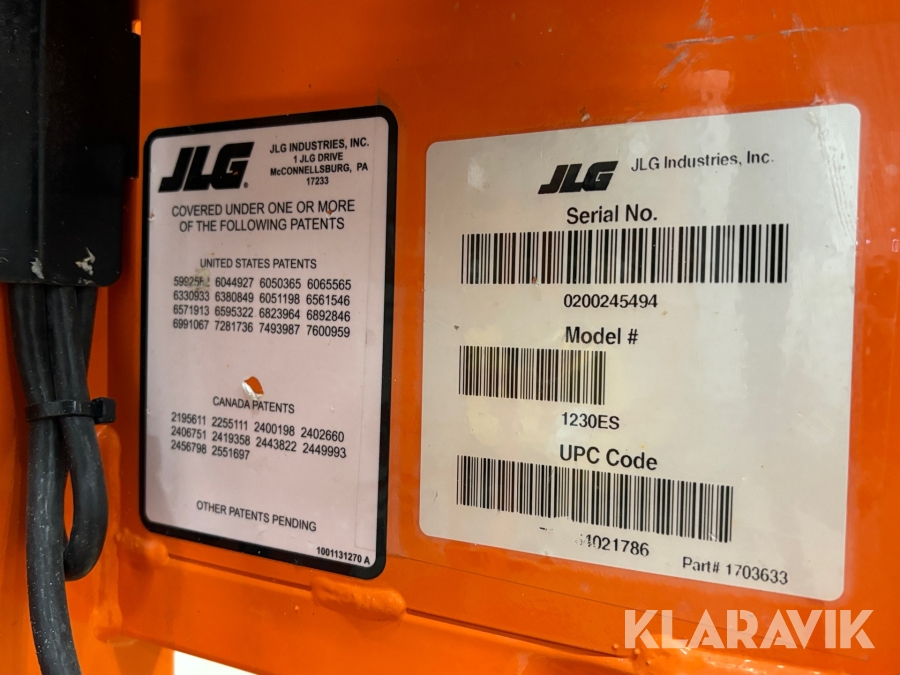 JLG
JLG INDUSTRIES, INC.
1 JLG DRIVE
McCONNELLSBURG, PA
17233
COVERED UNDER ONE OR MORE
OF THE FOLLOWING PATENTS
UNITED STATES PATENTS
6044927 6050365 6065565
6330933 6380849 6051198 6561546
6571913 6595322 6823964 6892846
6991067 7281736 7493987 7600959
CANADA PATENTS
2195611 2255111 2400198 2402660
2406751 2419358 2443822 2449993
2456798 2551697
OTHER PATENTS PENDING
1001131270 A
JLG JLG Industries, Inc.
Serial No.
0200245494
Model #
1230ES
UPC Code
Part# 1703633
KLARAVIK